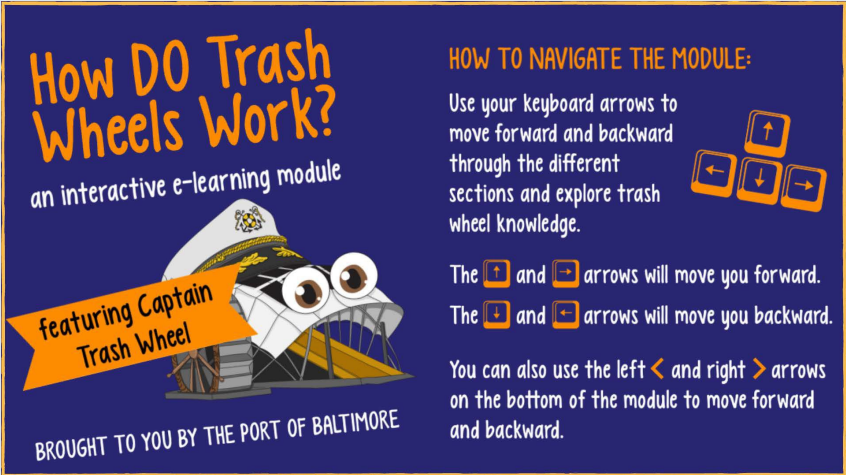 How DO Trash
Wheels Work?
an interactive e-learning module
featuring Captain
Trash Wheel
BROUGHT TO YOU BY THE PORT OF BALTIMORE
HOW TO NAVIGATE THE MODULE:
Use your keyboard arrows to
move forward and backward
through the different
sections and explore trash
wheel knowledge.
↑
← ↓ →
The ↑ and → arrows will move you forward.
The ↓ and ← arrows will move you backward.
You can also use the left < and right > arrows
on the bottom of the module to move forward
and backward.